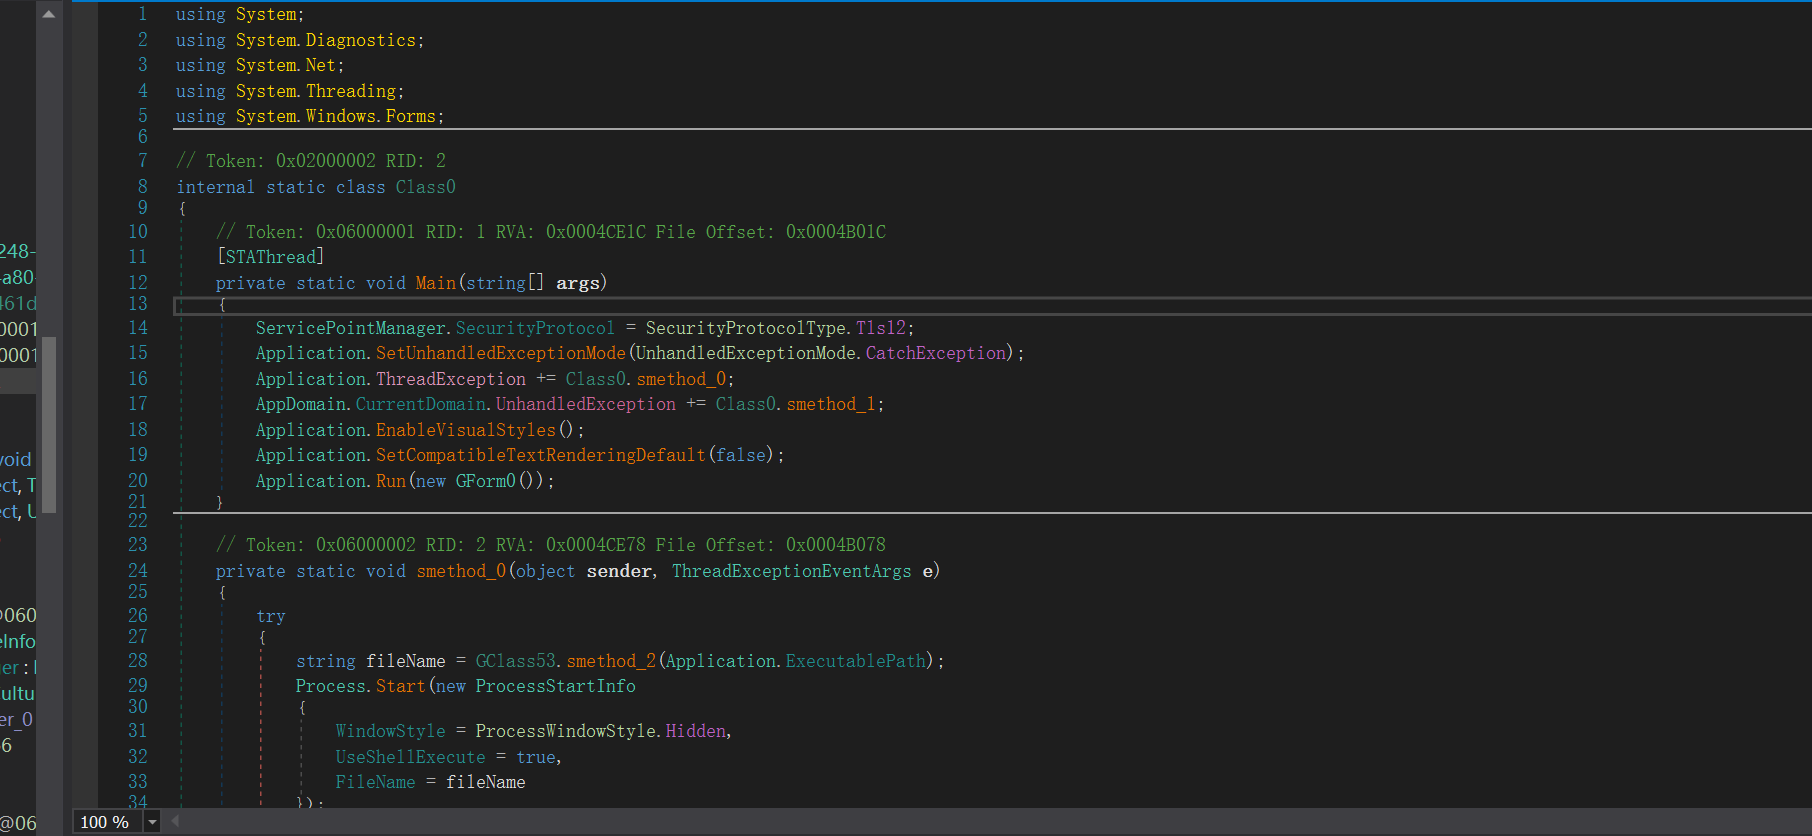 248-
-a80-
461d
0001
0001
void
ect, T
ect, U
@060
eInfo
er :
ultu
er_0
6
@06
1 using System;
2 using System.Diagnostics;
3 using System.Net;
4 using System.Threading;
5 using System.Windows.Forms;
6
7 // Token: 0x02000002 RID: 2
8 internal static class Class0
9 {
10 // Token: 0x06000001 RID: 1 RVA: 0x0004CE1C File Offset: 0x0004B01C
11 [STAThread]
12 private static void Main(string[] args)
13 {
14 ServicePointManager.SecurityProtocol = SecurityProtocolType.Tls12;
15 Application.SetUnhandledExceptionMode(UnhandledExceptionMode.CatchException);
16 Application.ThreadException += Class0.smethod_0;
17 AppDomain.CurrentDomain.UnhandledException += Class0.smethod_1;
18 Application.EnableVisualStyles();
19 Application.SetCompatibleTextRenderingDefault(false);
20 Application.Run(new GForm0());
21 }
22
23 // Token: 0x06000002 RID: 2 RVA: 0x0004CE78 File Offset: 0x0004B078
24 private static void smethod_0(object sender, ThreadExceptionEventArgs e)
25 {
26 try
27 {
28 string fileName = GClass53.smethod_2(Application.ExecutablePath);
29 Process.Start(new ProcessStartInfo
30 {
31 WindowStyle = ProcessWindowStyle.Hidden,
32 UseShellExecute = true,
33 FileName = fileName
34 });
100 %